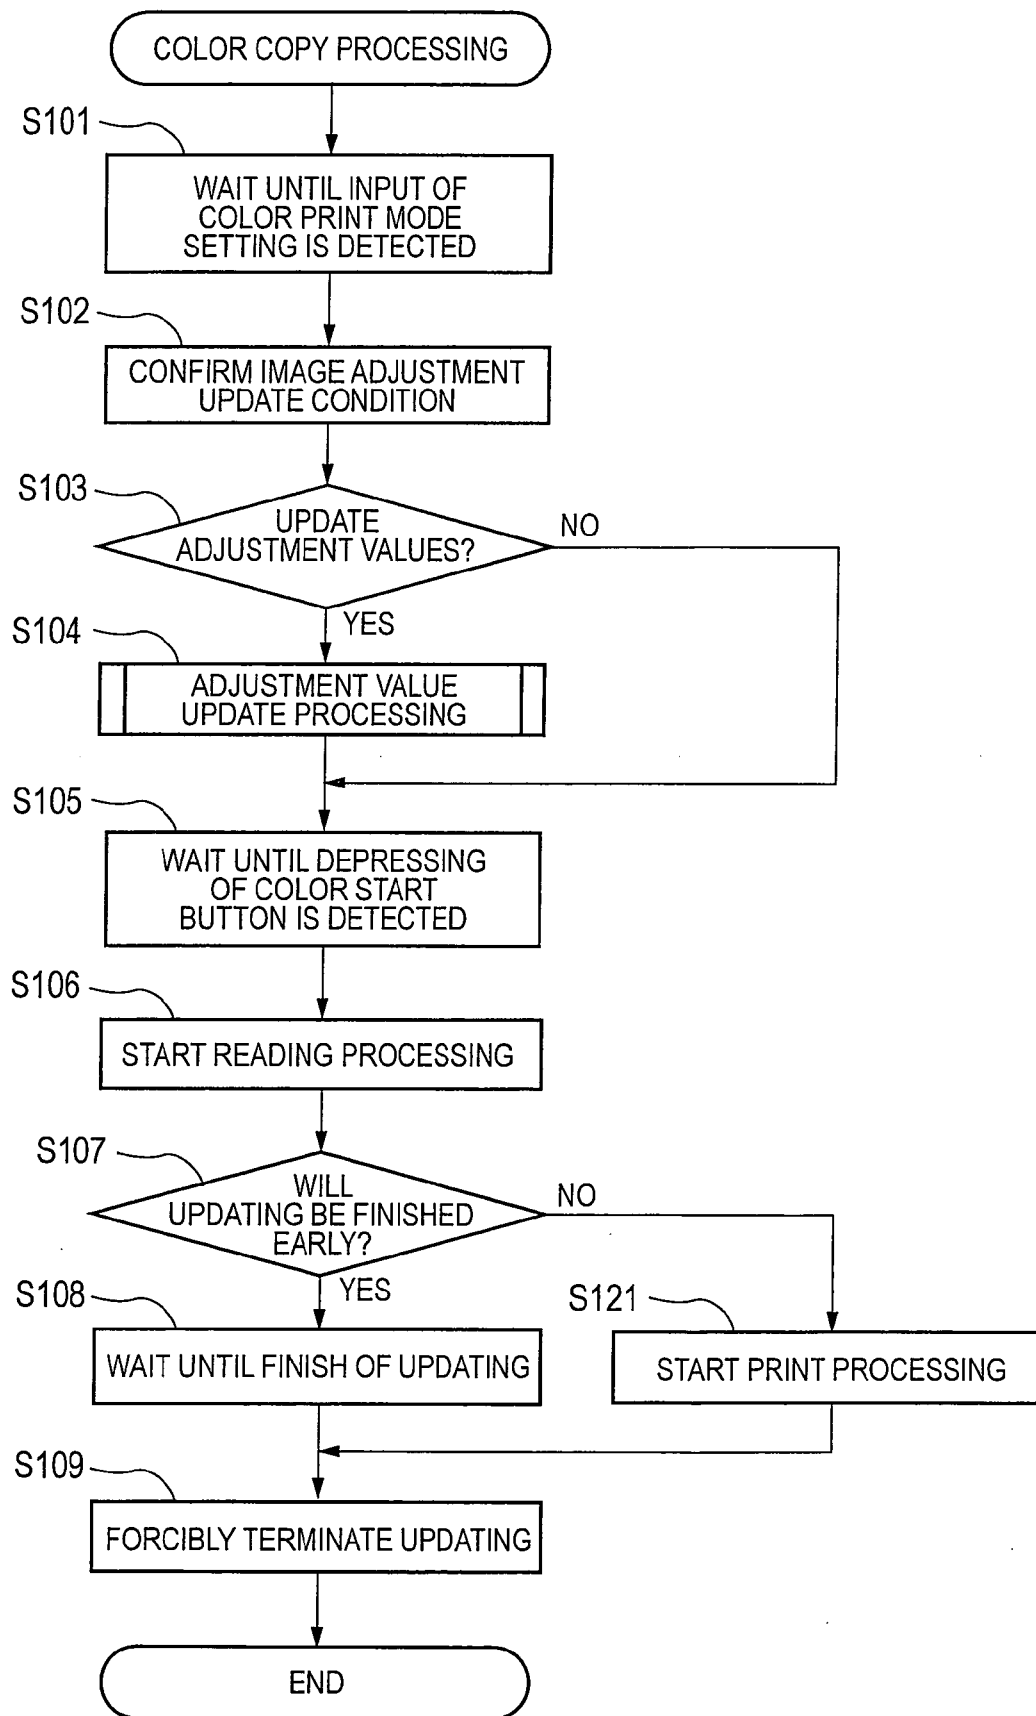 COLOR COPY PROCESSING
S101
WAIT UNTIL INPUT OF
COLOR PRINT MODE
SETTING IS DETECTED
S102
CONFIRM IMAGE ADJUSTMENT
UPDATE CONDITION
S103
UPDATE
ADJUSTMENT VALUES?
NO
YES
S104
ADJUSTMENT VALUE
UPDATE PROCESSING
S105
WAIT UNTIL DEPRESSING
OF COLOR START
BUTTON IS DETECTED
S106
START READING PROCESSING
S107
WILL
UPDATING BE FINISHED
EARLY?
NO
YES
S108
WAIT UNTIL FINISH OF UPDATING
S121
START PRINT PROCESSING
S109
FORCIBLY TERMINATE UPDATING
END